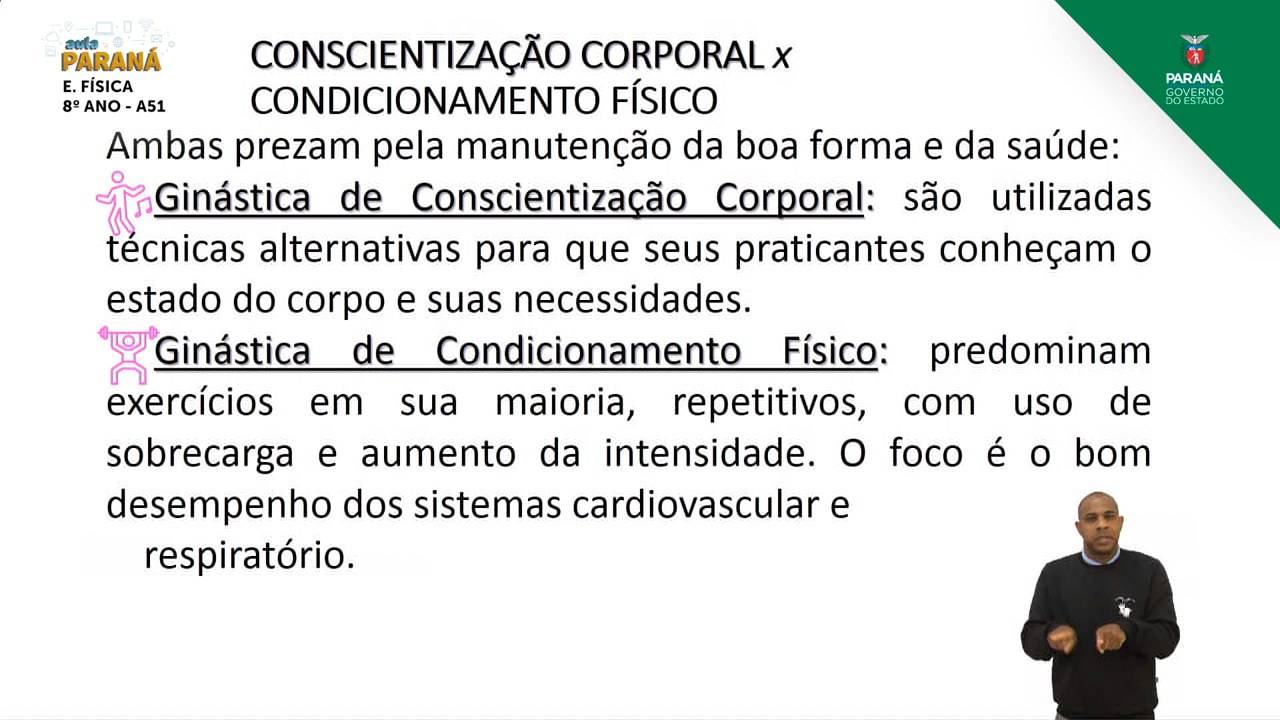 aula
PARANÁ
E. FÍSICA
8º ANO - A51
CONSCIENTIZAÇÃO CORPORAL x
CONDICIONAMENTO FÍSICO
PARANÁ
GOVERNO
DO ESTADO
Ambas prezam pela manutenção da boa forma e da saúde:
Ginástica de Conscientização Corporal: são utilizadas
técnicas alternativas para que seus praticantes conheçam o
estado do corpo e suas necessidades.
Ginástica de Condicionamento Físico: predominam
exercícios em sua maioria, repetitivos, com uso de
sobrecarga e aumento da intensidade. O foco é o bom
desempenho dos sistemas cardiovascular e
respiratório.